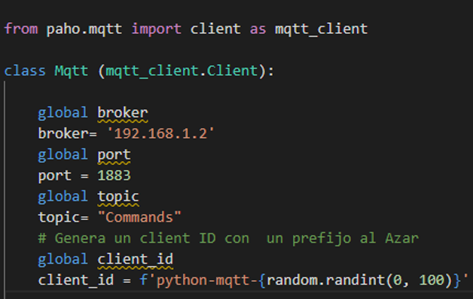 from paho.mqtt import client as mqtt_client
class Mqtt (mqtt_client.Client):
global broker
broker= '192.168.1.2'
global port
port = 1883
global topic
topic= "Commands"
# Genera un client ID con  un prefijo al Azar
global client_id
client_id = f'python-mqtt-{random.randint(0, 100)}'